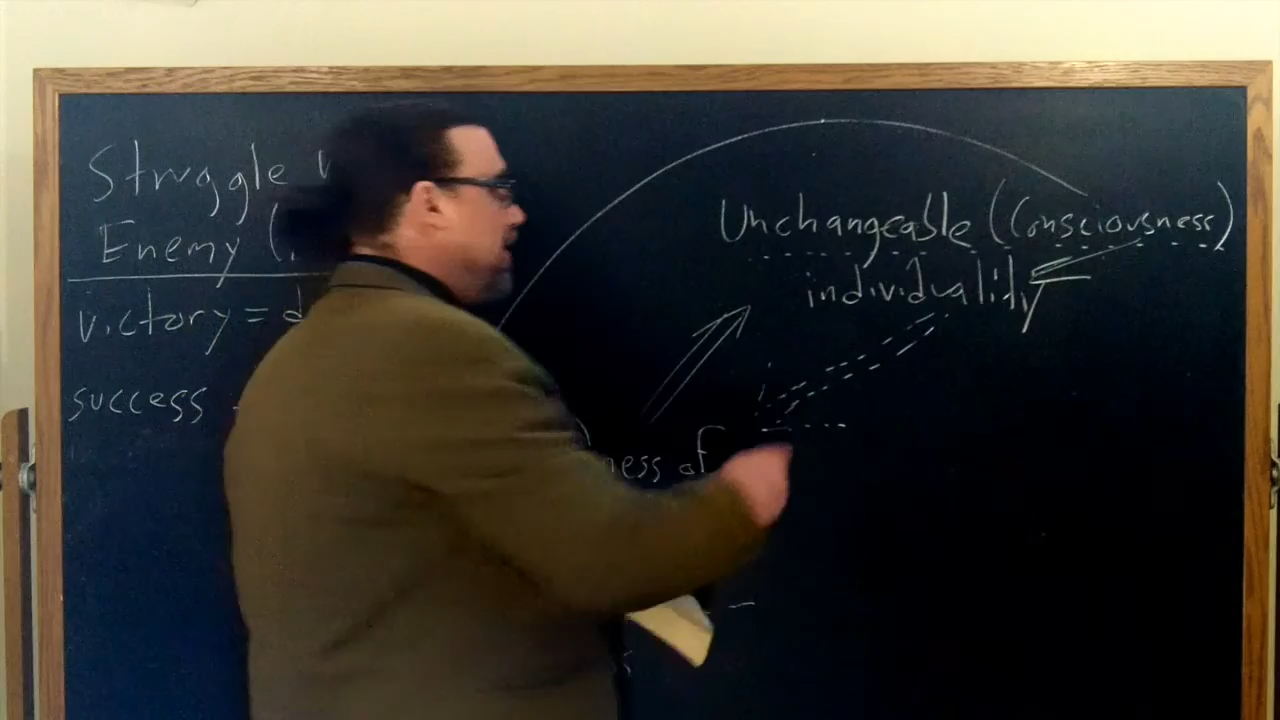 Struggle
Enemy (
victory =
success
Unchangeable (Consciousness)
individuality
ness of